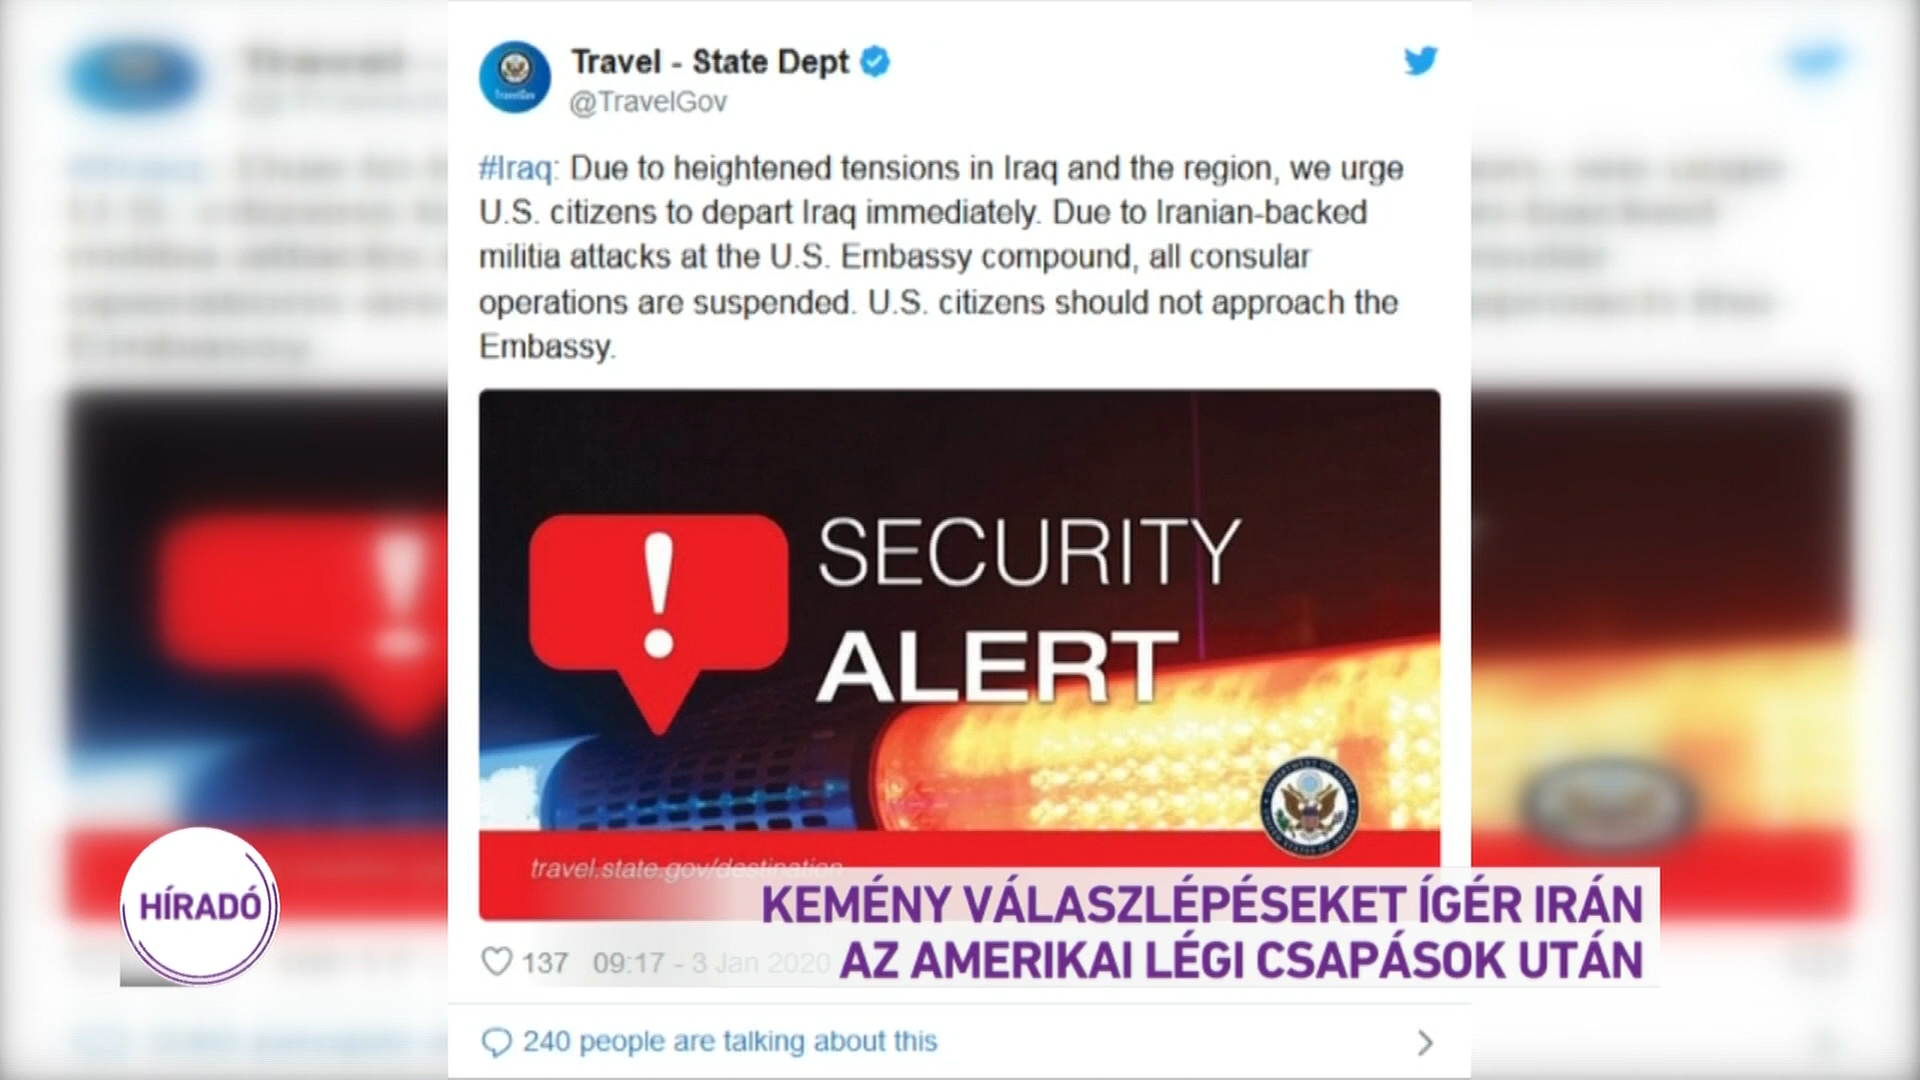 Travel - State Dept
@TravelGov
#Iraq: Due to heightened tensions in Iraq and the region, we urge
U.S. citizens to depart Iraq immediately. Due to Iranian-backed
militia attacks at the U.S. Embassy compound, all consular
operations are suspended. U.S. citizens should not approach the
Embassy.
!
SECURITY
ALERT
travel.state.gov/destination
HÍRADÓ
KEMÉNY VÁLASZLÉPÉSEKET ÍGÉR IRÁN
AZ AMERIKAI LÉGI CSAPÁSOK UTÁN
137 09:17 - 3 Jan 2020
240 people are talking about this